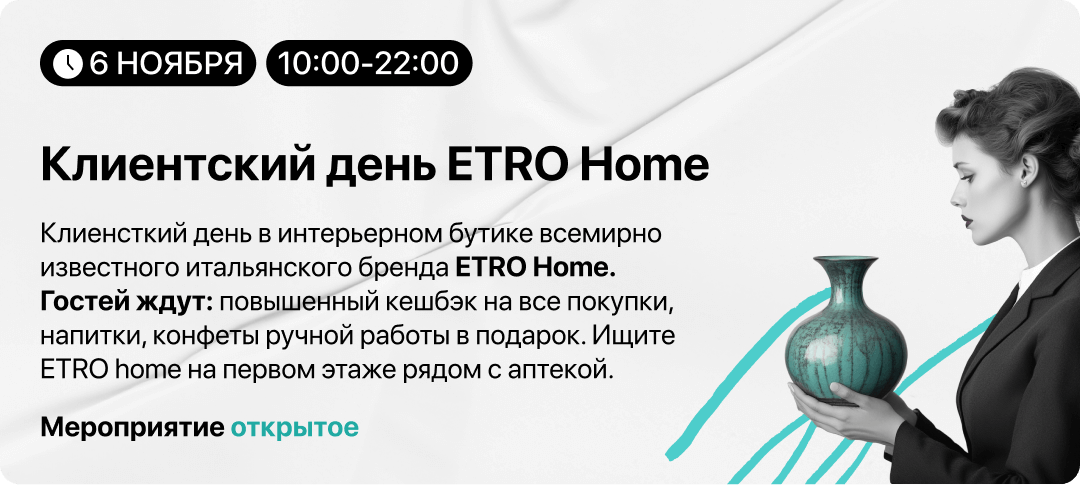 6 НОЯБРЯ 10:00-22:00
Клиентский день ETRO Home
Клиенсткий день в интерьерном бутике всемирно
известного итальянского бренда ETRO Home.
Гостей ждут: повышенный кешбэк на все покупки,
напитки, конфеты ручной работы в подарок. Ищите
ETRO home на первом этаже рядом с аптекой.
Мероприятие открытое